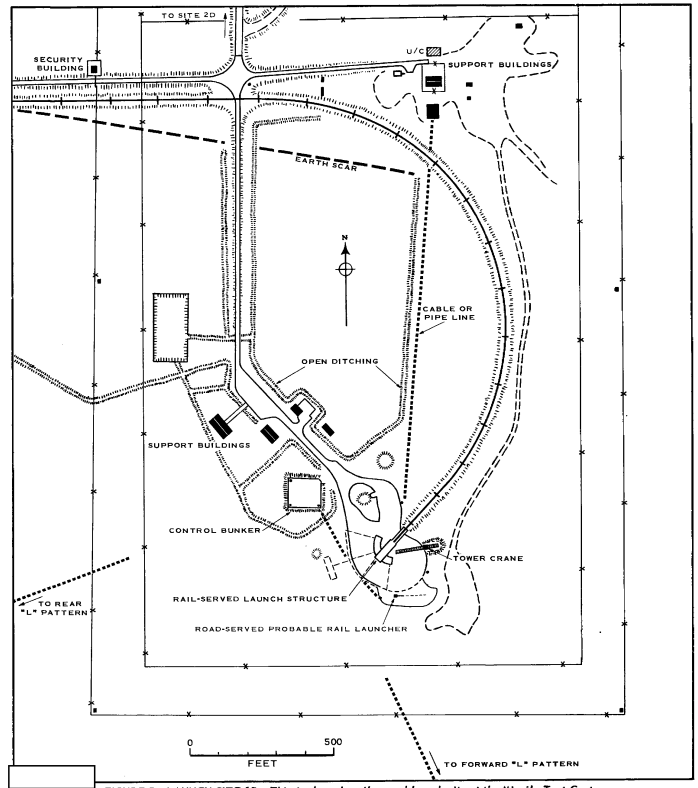 TO SITE 2D
SECURITY
BUILDING
U/C
SUPPORT BUILDINGS
EARTH SCAR
N
CABLE OR
PIPE LINE
OPEN DITCHING
SUPPORT BUILDINGS
CONTROL BUNKER
TOWER CRANE
RAIL-SERVED LAUNCH STRUCTURE
TO REAR
"L" PATTERN
ROAD-SERVED PROBABLE RAIL LAUNCHER
0 500
FEET
TO FORWARD "L" PATTERN